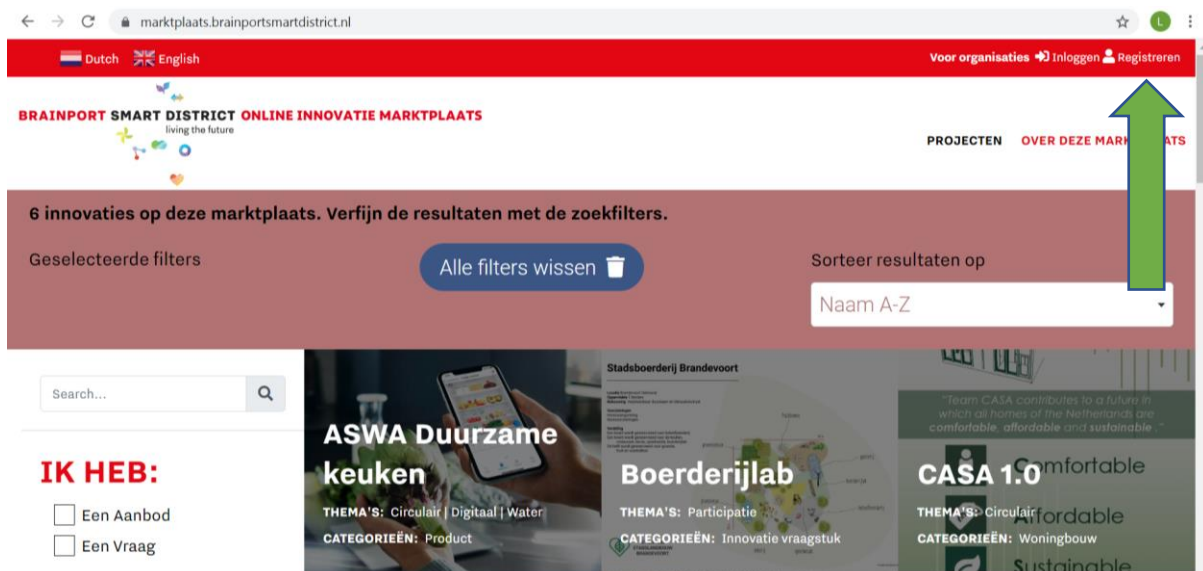 marktplaats.brainportsmartdistrict.nl
L
Dutch English
Voor organisaties Inloggen Registreren
BRAINPORT SMART DISTRICT ONLINE INNOVATIE MARKTPLAATS
living the future
PROJECTEN OVER DEZE MARK ATS
6 innovaties op deze marktplaats. Verfijn de resultaten met de zoekfilters.
Geselecteerde filters
Alle filters wissen
Sorteer resultaten op
Naam A-Z
Search...
IK HEB:
Een Aanbod
Een Vraag
ASWA Duurzame
keuken
THEMA'S: Circulair | Digitaal | Water
CATEGORIEËN: Product
Stadsboerderij Brandevoort
Boerderijlab
THEMA'S: Participatie
CATEGORIEËN: Innovatie vraagstuk
"Team CASA contributes to a future in
which all homes of the Netherlands are
comfortable, affordable and sustainable."
Comfortable
CASA 1.0
Affordable
THEMA'S: Circulair
CATEGORIEËN: Woningbouw
Sustainable